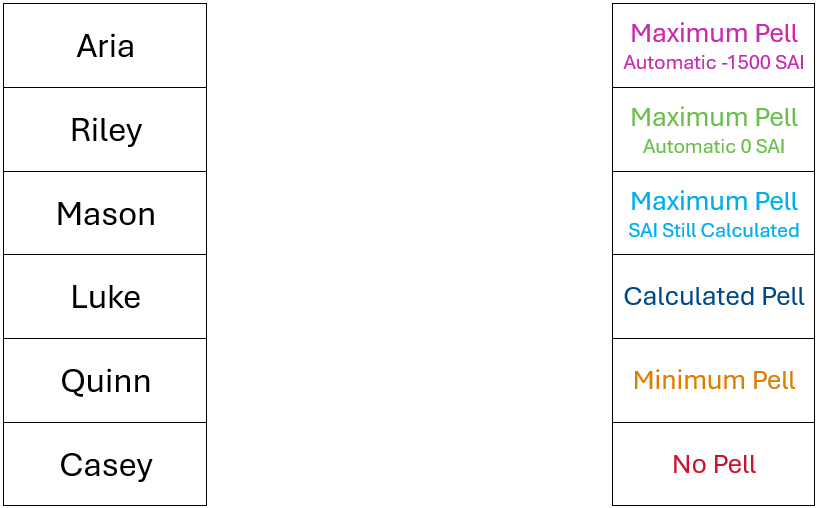 Aria
Maximum Pell
Automatic -1500 SAI
Riley
Maximum Pell
Automatic 0 SAI
Mason
Maximum Pell
SAI Still Calculated
Luke
Calculated Pell
Quinn
Minimum Pell
Casey
No Pell